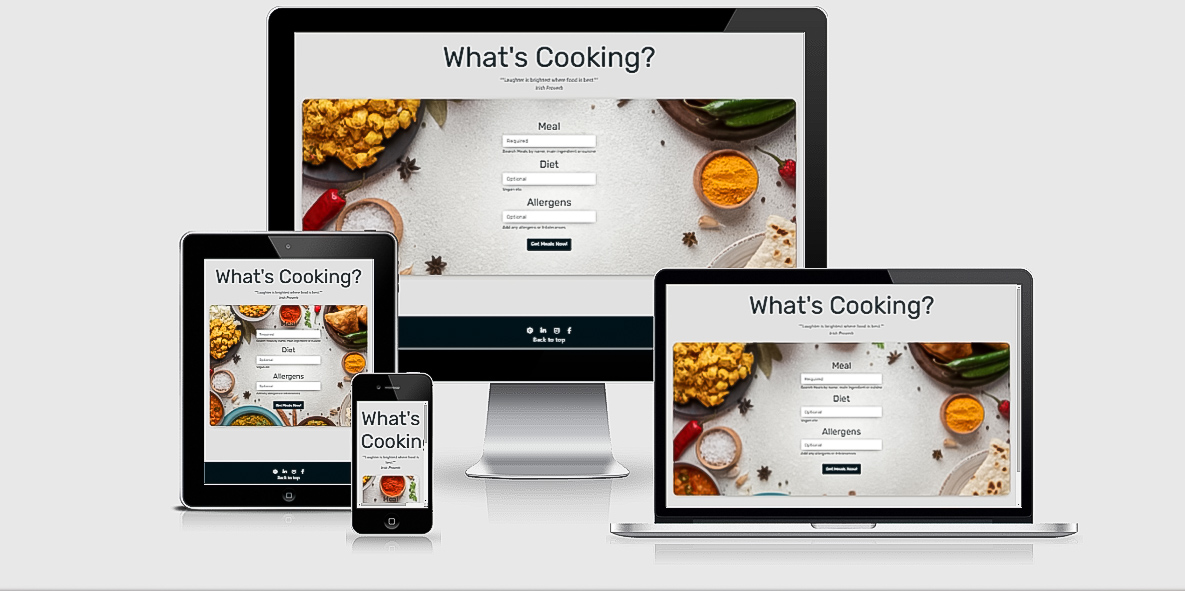 What's Cooking?
""Laughter is brightest where food is best.""
Irish Proverb
Meal
Required
Search Meals by name, main ingredient or cuisine
Diet
Optional
Vegan etc
Allergens
Optional
Add any allergens or intolerances
Get Meals Now!
Back to top
What's Cooking?
""Laughter is brightest where food is best.""
Irish Proverb
Meal
Required
Search Meals by name, main ingredient or cuisine
Diet
Optional
Vegan etc
Allergens
Optional
Add any allergens or intolerances
Get Meals Now!
Back to top
What's
Cookin
""Laughter is brightest where food is
best.""
Irish Proverb
Meal
What's Cooking?
""Laughter is brightest where food is best.""
Irish Proverb
Meal
Required
Search Meals by name, main ingredient or cuisine
Diet
Optional
Vegan etc
Allergens
Optional
Add any allergens or intolerances
Get Meals Now!